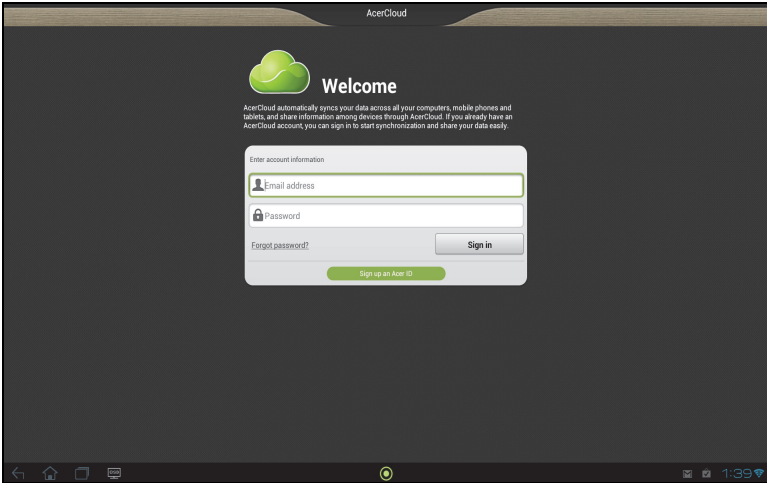 AcerCloud
Welcome
AcerCloud automatically syncs your data across all your computers, mobile phones and
tablets, and share information among devices through AcerCloud. If you already have an
AcerCloud account, you can sign in to start synchronization and share your data easily.
Enter account information
Email address
Password
Forgot password?
Sign in
Sign up an Acer ID
1:39